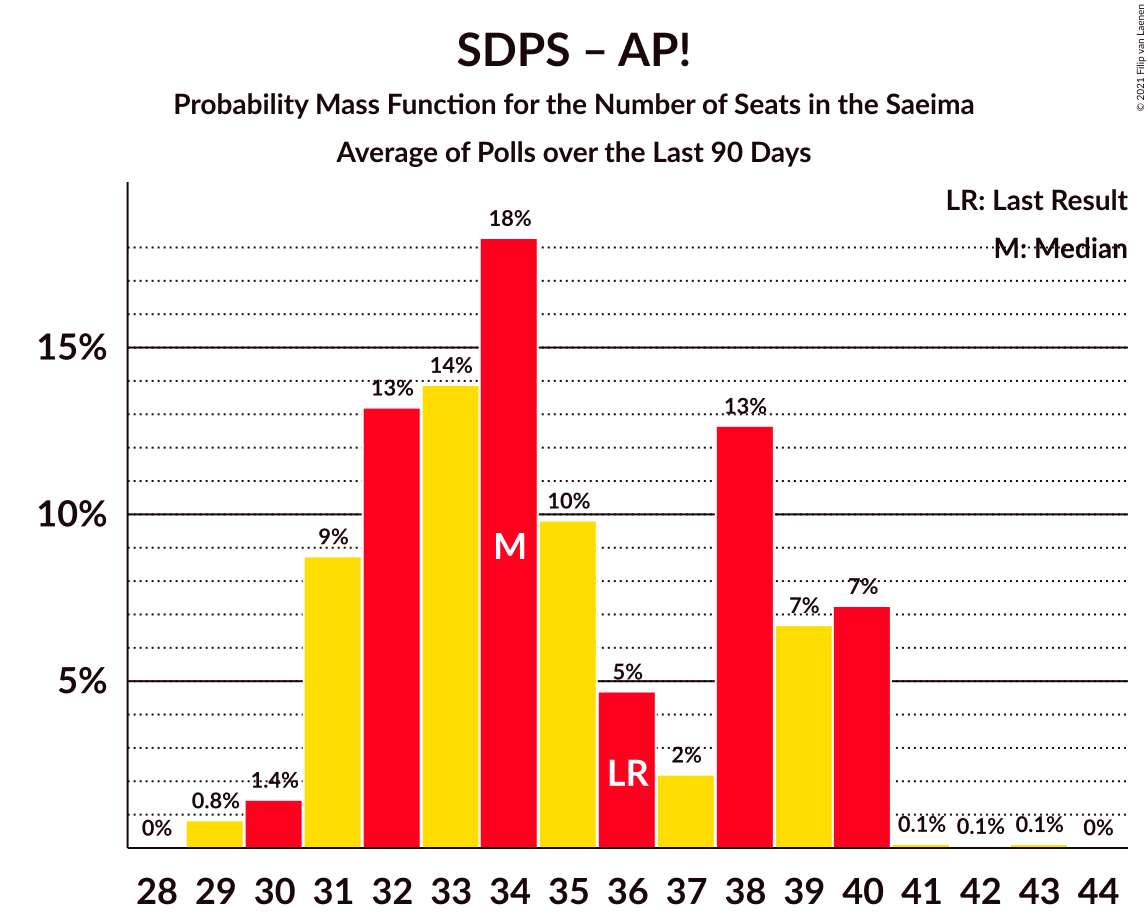 SDPS – AP!
Probability Mass Function for the Number of Seats in the Saeima
Average of Polls over the Last 90 Days
© 2021 Filip van Laenen
LR: Last Result
M: Median
15%
10%
5%
0%
0.8%
1.4%
9%
13%
14%
18%
10%
5%
2%
13%
7%
7%
0.1%
0.1%
0.1%
0%
M
LR
28 29 30 31 32 33 34 35 36 37 38 39 40 41 42 43 44